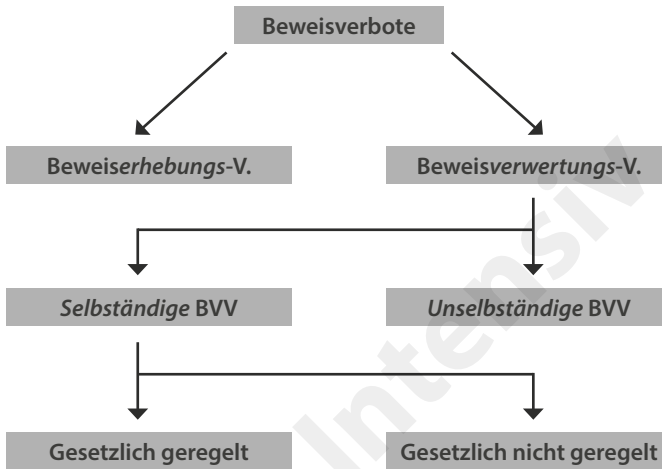 Beweisverbote
Beweiserhebungs-V. Beweisverwertungs-V.
Selbständige BVV Unselbständige BVV
Gesetzlich geregelt Gesetzlich nicht geregelt
Intensiv